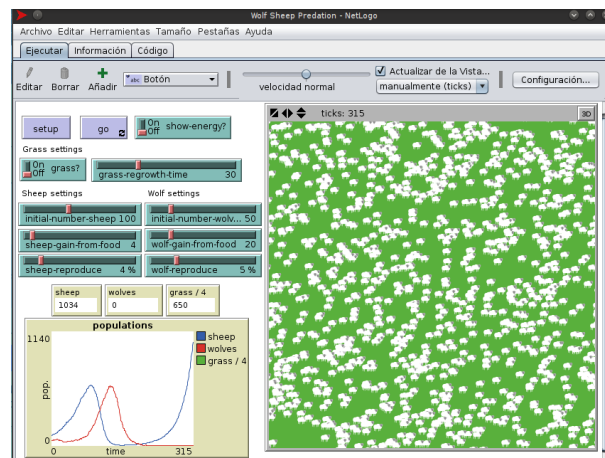 Wolf Sheep Predation - NetLogo
Archivo Editar Herramientas Tamaño Pestañas Ayuda
Ejecutar Información Código
Editar Borrar Añadir
abc Botón
velocidad normal
Actualizar de la Vista...
manualmente (ticks)
Configuración...
ticks: 315
3D
setup
go
On
Off
show-energy?
Grass settings
On
Off
grass?
grass-regrowth-time 30
Sheep settings
Wolf settings
initial-number-sheep 100
initial-number-wolv... 50
sheep-gain-from-food 4
wolf-gain-from-food 20
sheep-reproduce 4 %
wolf-reproduce 5 %
sheep
1034
wolves
0
grass / 4
650
populations
1140
pop.
0
0
time
315
sheep
wolves
grass / 4